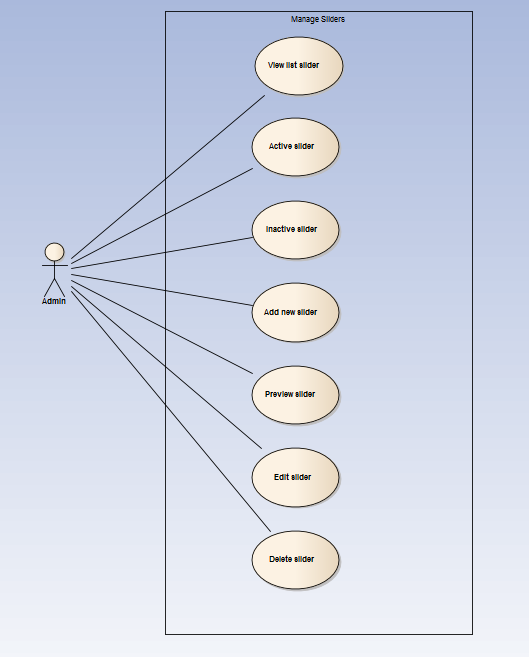 Manage Sliders
View list slider
Active slider
Inactive slider
Admin
Add new slider
Preview slider
Edit slider
Delete slider